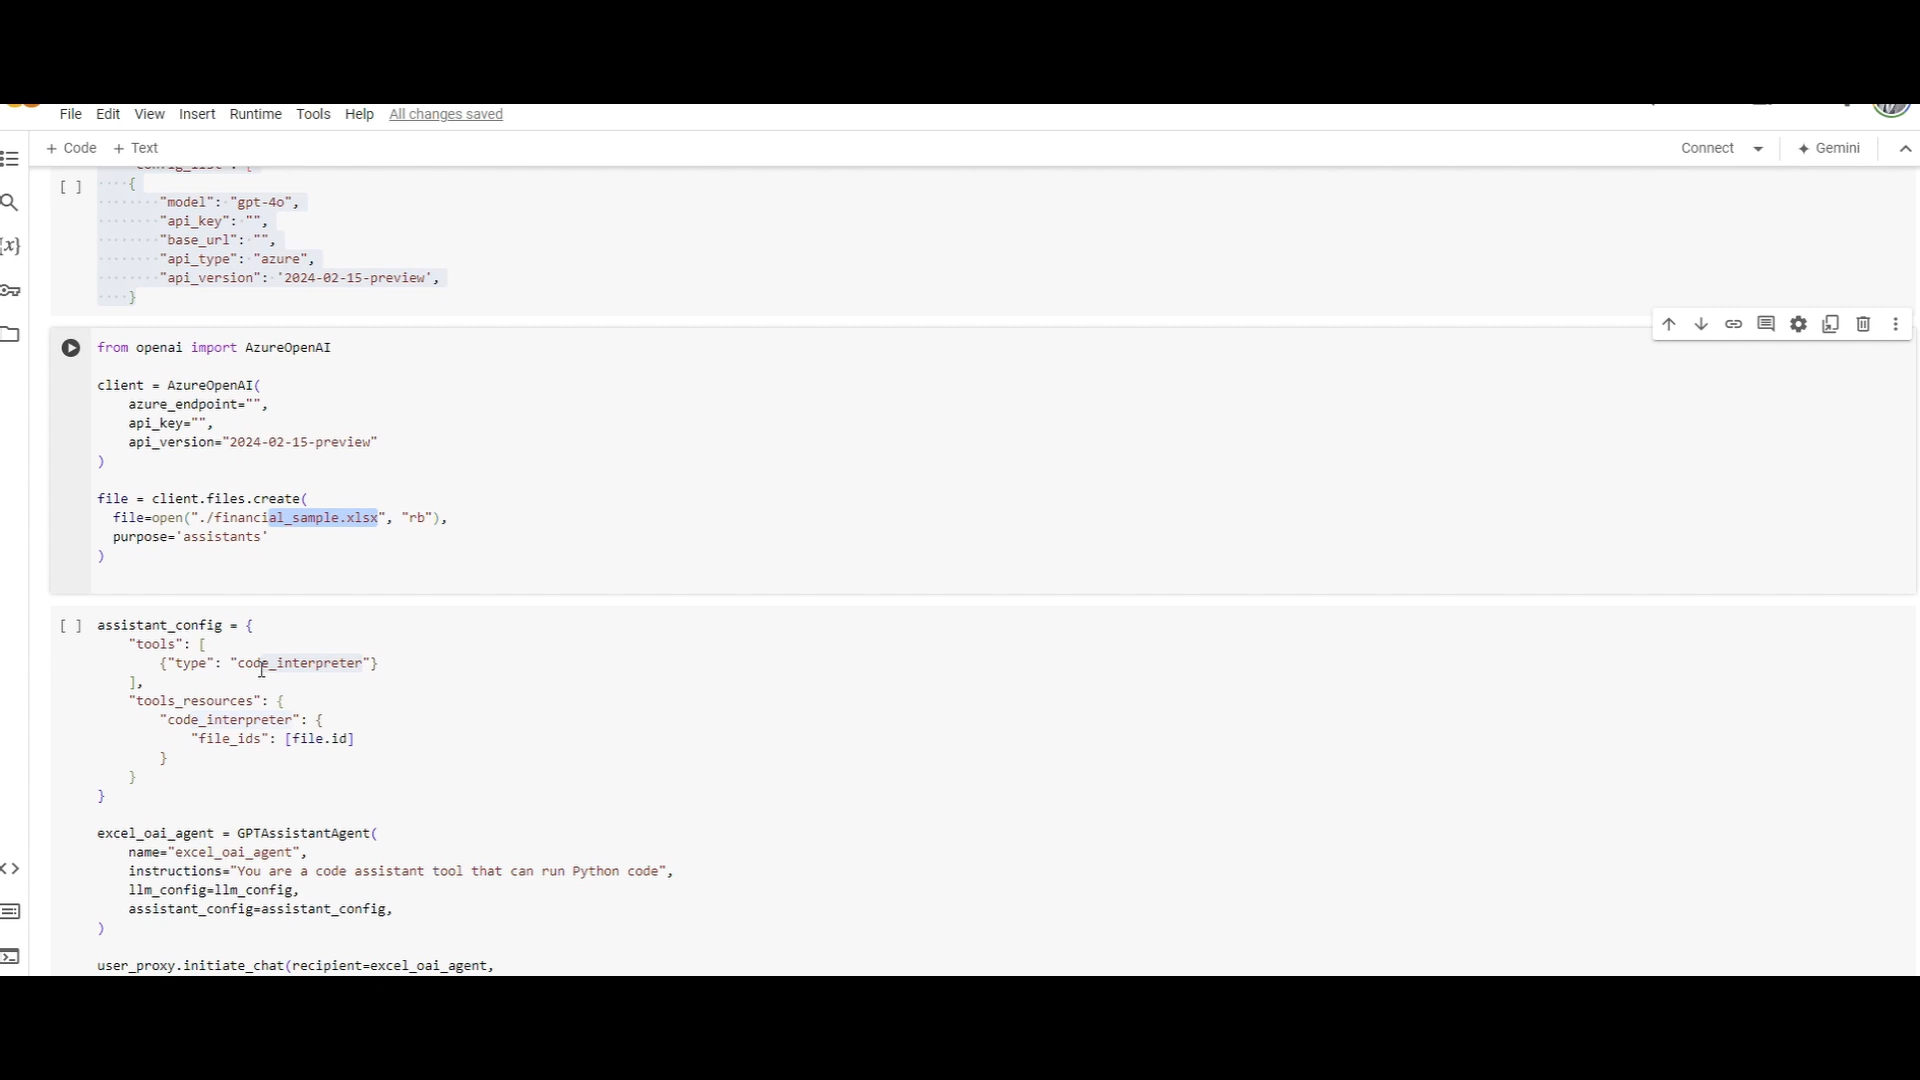 File Edit View Insert Runtime Tools Help All changes saved
+ Code + Text Connect Gemini
"config_list": [
[ ] {
"model": "gpt-4o",
"api_key": "",
"base_url": "",
"api_type": "azure",
"api_version": '2024-02-15-preview',
}
from openai import AzureOpenAI
client = AzureOpenAI(
azure_endpoint="",
api_key="",
api_version="2024-02-15-preview"
)
file = client.files.create(
file=open("./financial_sample.xlsx", "rb"),
purpose='assistants'
)
[ ] assistant_config = {
"tools": [
{"type": "code_interpreter"}
],
"tools_resources": {
"code_interpreter": {
"file_ids": [file.id]
}
}
}
excel_oai_agent = GPTAssistantAgent(
name="excel_oai_agent",
instructions="You are a code assistant tool that can run Python code",
llm_config=llm_config,
assistant_config=assistant_config,
)
user_proxy.initiate_chat(recipient=excel_oai_agent,